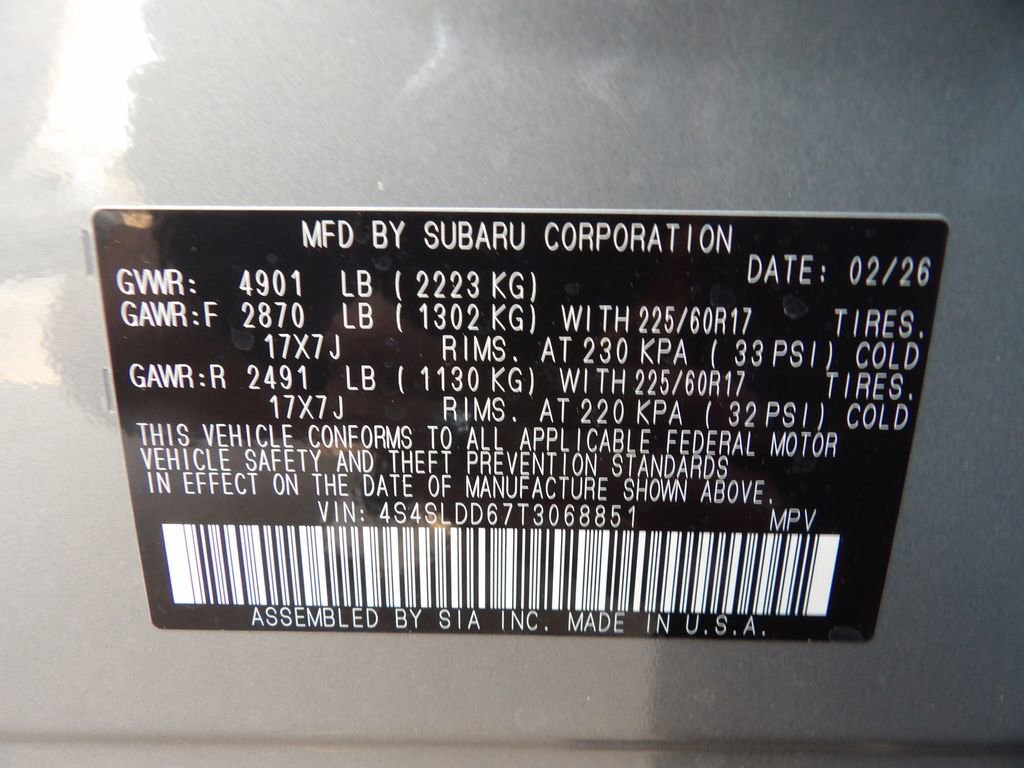 MFD BY SUBARU CORPORATION
DATE: 02/26
GVWR: 4901 LB ( 2223 KG)
GAWR:F 2870 LB ( 1302 KG) WITH 225/60R17 TIRES.
17X7J RIMS. AT 230 KPA ( 33 PSI) COLD
GAWR:R 2491 LB ( 1130 KG) WITH 225/60R17 TIRES.
17X7J RIMS. AT 220 KPA ( 32 PSI) COLD
THIS VEHICLE CONFORMS TO ALL APPLICABLE FEDERAL MOTOR
VEHICLE SAFETY AND THEFT PREVENTION STANDARDS
IN EFFECT ON THE DATE OF MANUFACTURE SHOWN ABOVE.
VIN: 4S4SLDD67T3068851 MPV
ASSEMBLED BY SIA INC. MADE IN U.S.A.